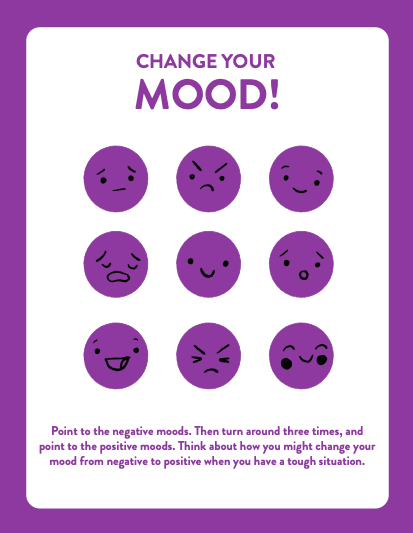 CHANGE YOUR
MOOD!
Point to the negative moods. Then turn around three times, and
point to the positive moods. Think about how you might change your
mood from negative to positive when you have a tough situation.